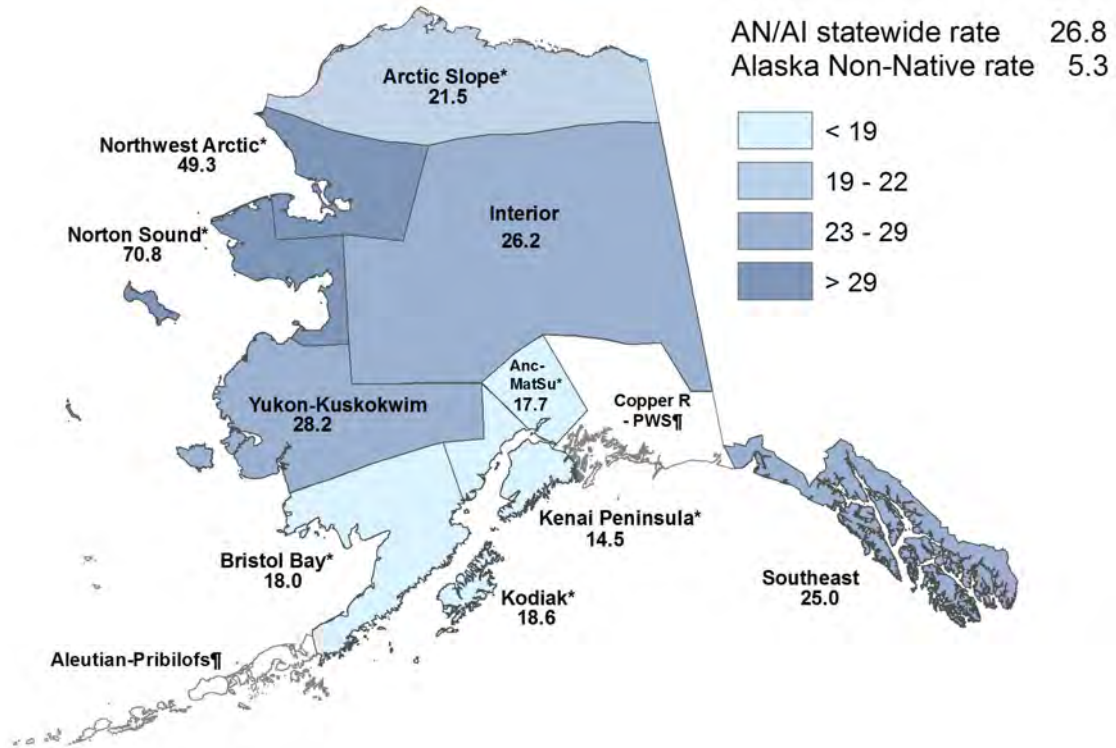 AN/AI statewide rate 26.8
Alaska Non-Native rate 5.3
< 19
19 - 22
23 - 29
> 29
Arctic Slope*
21.5
Northwest Arctic*
49.3
Interior
26.2
Norton Sound*
70.8
Anc-
MatSu*
17.7
Copper R
- PWS¶
Yukon-Kuskokwim
28.2
Kenai Peninsula*
14.5
Bristol Bay*
18.0
Kodiak*
18.6
Southeast
25.0
Aleutian-Pribilofs¶